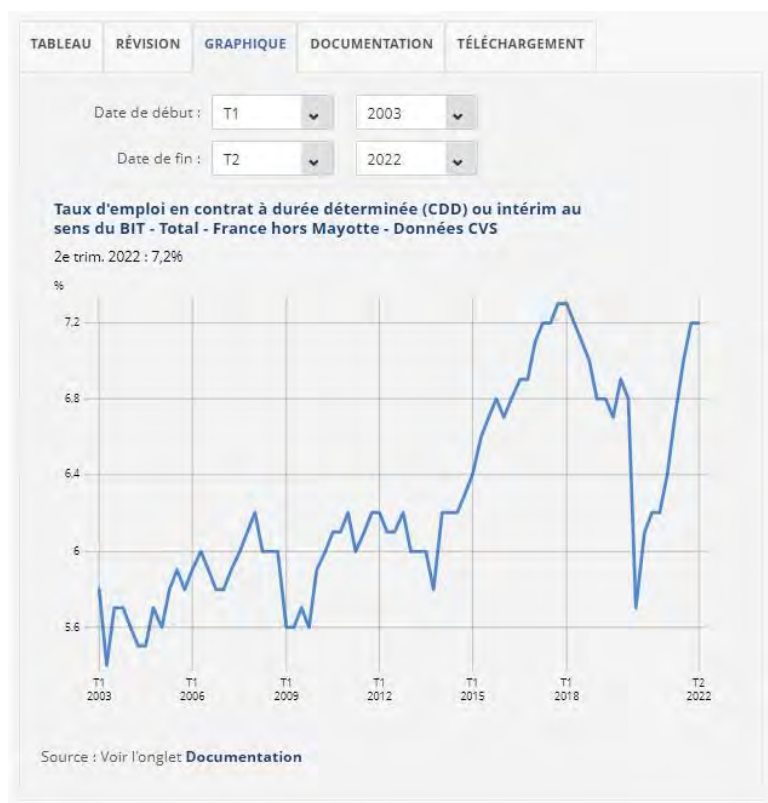 TABLEAU RÉVISION GRAPHIQUE DOCUMENTATION TÉLÉCHARGEMENT
Date de début : T1 2003
Date de fin : T2 2022
Taux d'emploi en contrat à durée déterminée (CDD) ou intérim au
sens du BIT - Total - France hors Mayotte - Données CVS
2e trim. 2022 : 7,2%
%
7,2
6,8
6,4
6
5,6
T1 T1 T1 T1 T1 T1 T2
2003 2006 2009 2012 2015 2018 2022
Source : Voir l'onglet Documentation